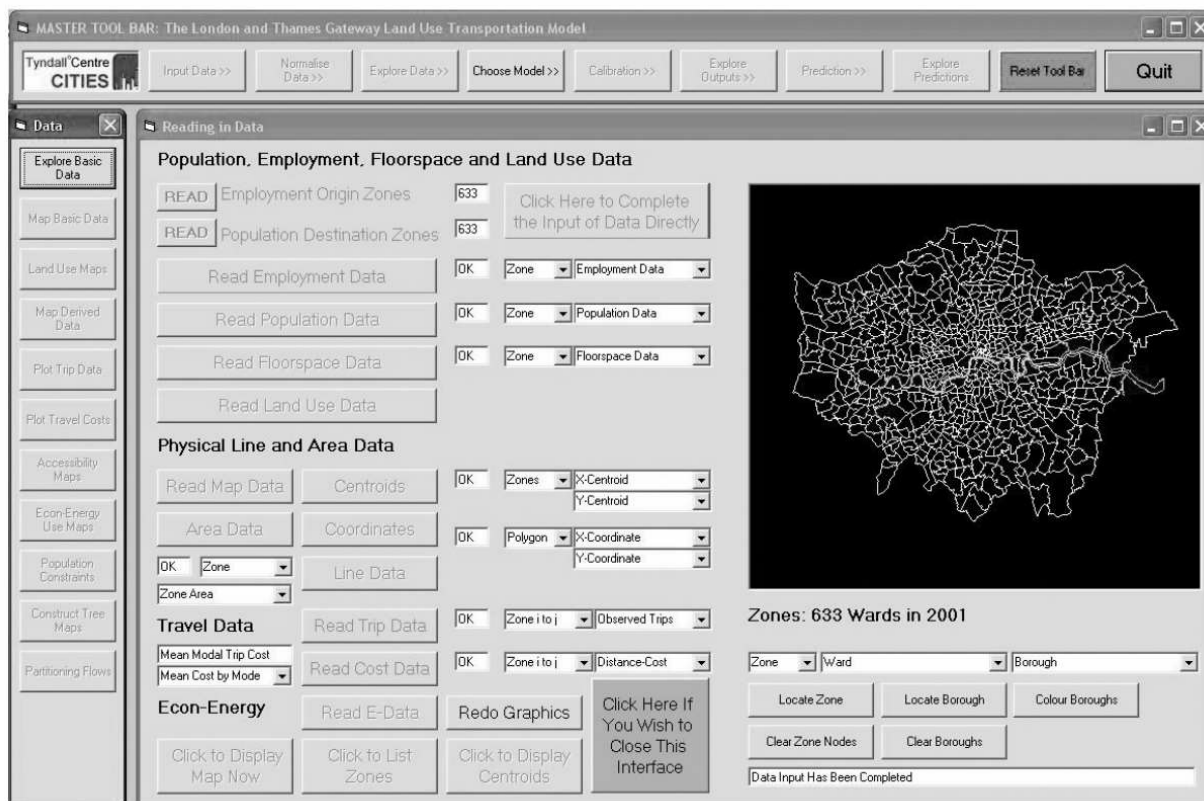 MASTER TOOL BAR: The London and Thames Gateway Land Use Transportation Model
Tyndall°Centre
CITIES
Input Data >>
Normalise
Data >>
Explore Data >>
Choose Model >>
Calibration >>
Explore
Outputs >>
Prediction >>
Explore
Predictions
Reset Tool Bar
Quit
Data
Explore Basic
Data
Map Basic Data
Land Use Maps
Map Derived
Data
Plot Trip Data
Plot Travel Costs
Accessibility
Maps
Econ-Energy
Use Maps
Population
Constraints
Construct Tree
Maps
Partitioning Flows
Reading in Data
Population, Employment, Floorspace and Land Use Data
READ Employment Origin Zones 633
READ Population Destination Zones 633
Click Here to Complete
the Input of Data Directly
Read Employment Data OK Zone Employment Data
Read Population Data OK Zone Population Data
Read Floorspace Data OK Zone Floorspace Data
Read Land Use Data
Physical Line and Area Data
Read Map Data Centroids OK Zones X-Centroid
Y-Centroid
Area Data Coordinates OK Polygon X-Coordinate
Y-Coordinate
OK Zone Line Data
Zone Area
Travel Data Read Trip Data OK Zone i to j Observed Trips
Mean Modal Trip Cost
Mean Cost by Mode Read Cost Data OK Zone i to j Distance-Cost
Econ-Energy Read E-Data Redo Graphics
Click Here If
You Wish to
Close This
Interface
Click to Display
Map Now
Click to List
Zones
Click to Display
Centroids
Zones: 633 Wards in 2001
Zone Ward Borough
Locate Zone Locate Borough Colour Boroughs
Clear Zone Nodes Clear Boroughs
Data Input Has Been Completed